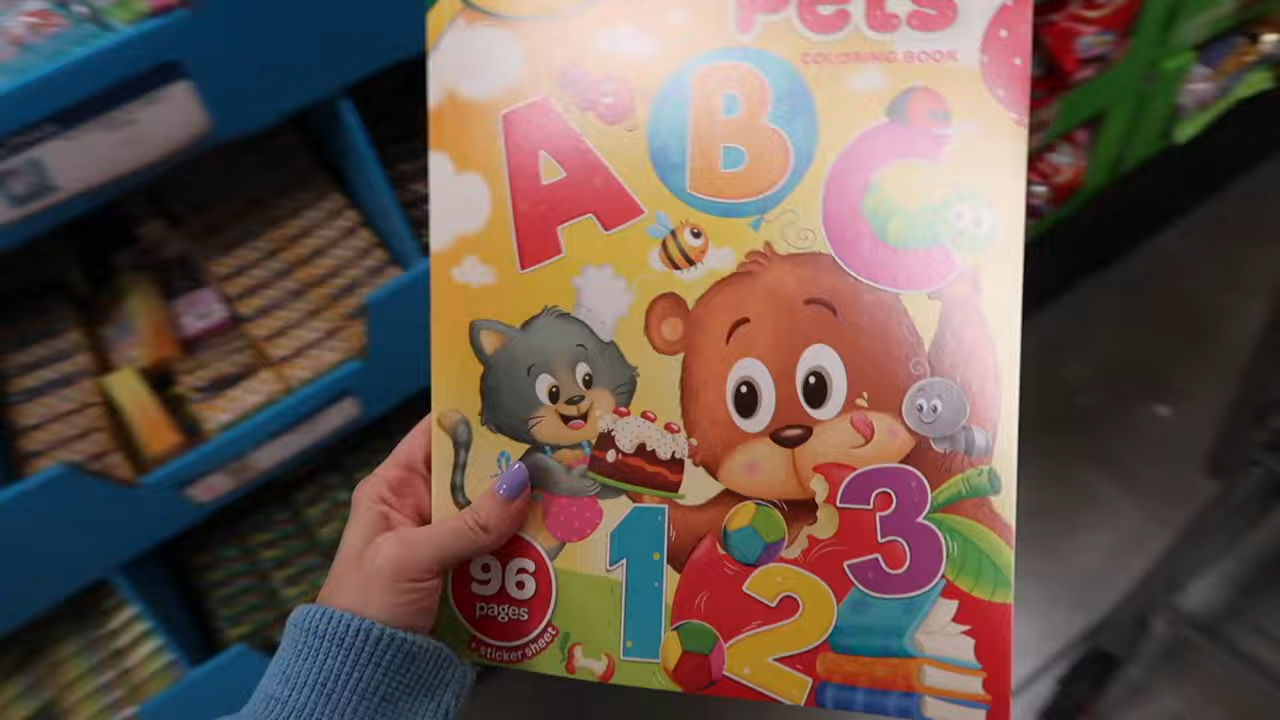 Pets
COLORING BOOK
A B C
96
pages
+ sticker sheet
1 2 3